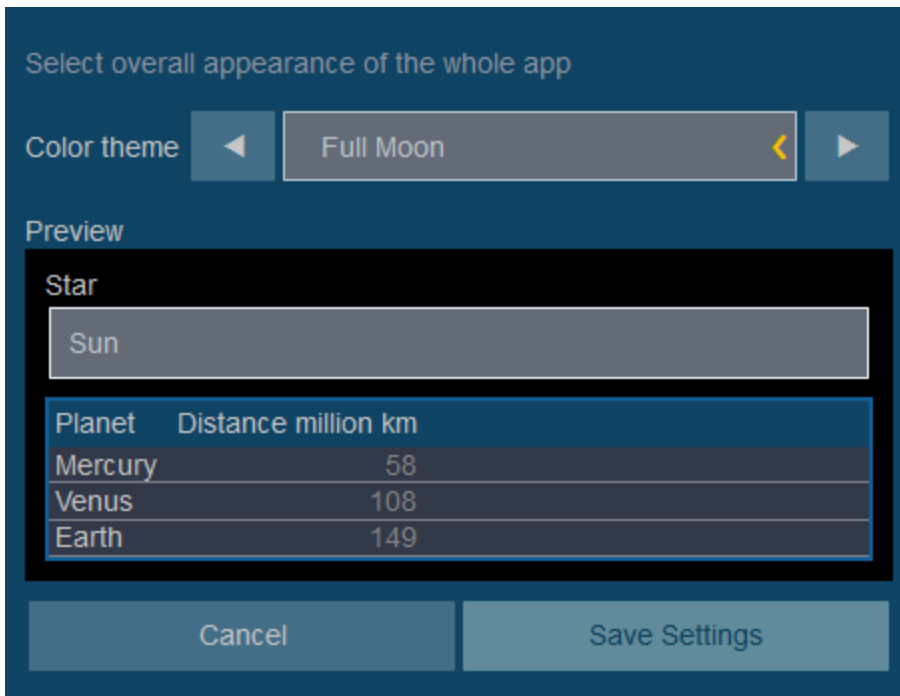 Select overall appearance of the whole app
Color theme
Full Moon
Preview
Star
Sun
Planet Distance million km
Mercury 58
Venus 108
Earth 149
Cancel Save Settings